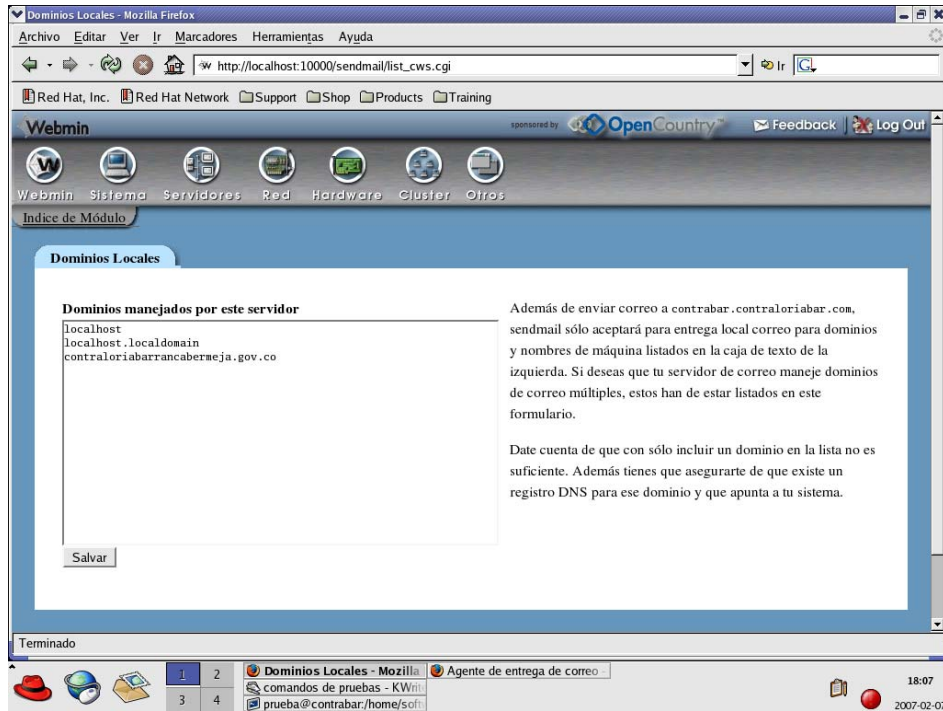 Dominios Locales - Mozilla Firefox
Archivo Editar Ver Ir Marcadores Herramientas Ayuda
http://localhost:10000/sendmail/list_cws.cgi
Ir
Red Hat, Inc. Red Hat Network Support Shop Products Training
Webmin
sponsored by OpenCountry
Feedback
Log Out
Webmin Sistema Servidores Red Hardware Cluster Otros
Indice de Módulo
Dominios Locales
Dominios manejados por este servidor
localhost
localhost.localdomain
contraloriabarrancabermeja.gov.co
Salvar
Además de enviar correo a contrabar.contraloriabar.com,
sendmail sólo aceptará para entrega local correo para dominios
y nombres de máquina listados en la caja de texto de la
izquierda. Si deseas que tu servidor de correo maneje dominios
de correo múltiples, estos han de estar listados en este
formulario.
Date cuenta de que con sólo incluir un dominio en la lista no es
suficiente. Además tienes que asegurarte de que existe un
registro DNS para ese dominio y que apunta a tu sistema.
Terminado
1 2
3 4
Dominios Locales - Mozilla
comandos de pruebas - KWrit
prueba@contrabar:/home/soft
Agente de entrega de correo -
18:07
2007-02-0